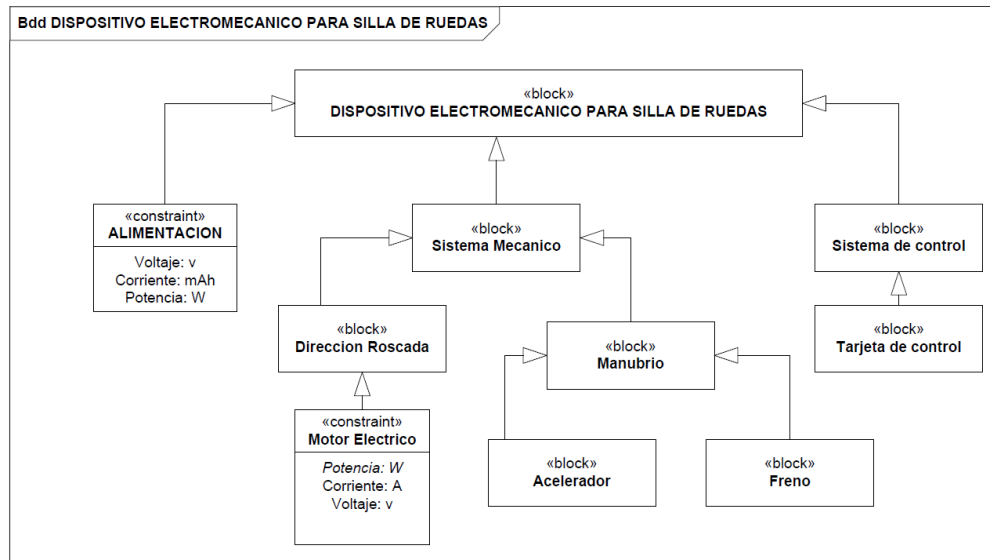 Bdd DISPOSITIVO ELECTROMECANICO PARA SILLA DE RUEDAS
«block»
DISPOSITIVO ELECTROMECANICO PARA SILLA DE RUEDAS
«constraint»
ALIMENTACION
Voltaje: v
Corriente: mAh
Potencia: W
«block»
Sistema Mecanico
«block»
Sistema de control
«block»
Direccion Roscada
«block»
Manubrio
«block»
Tarjeta de control
«constraint»
Motor Electrico
Potencia: W
Corriente: A
Voltaje: v
«block»
Acelerador
«block»
Freno